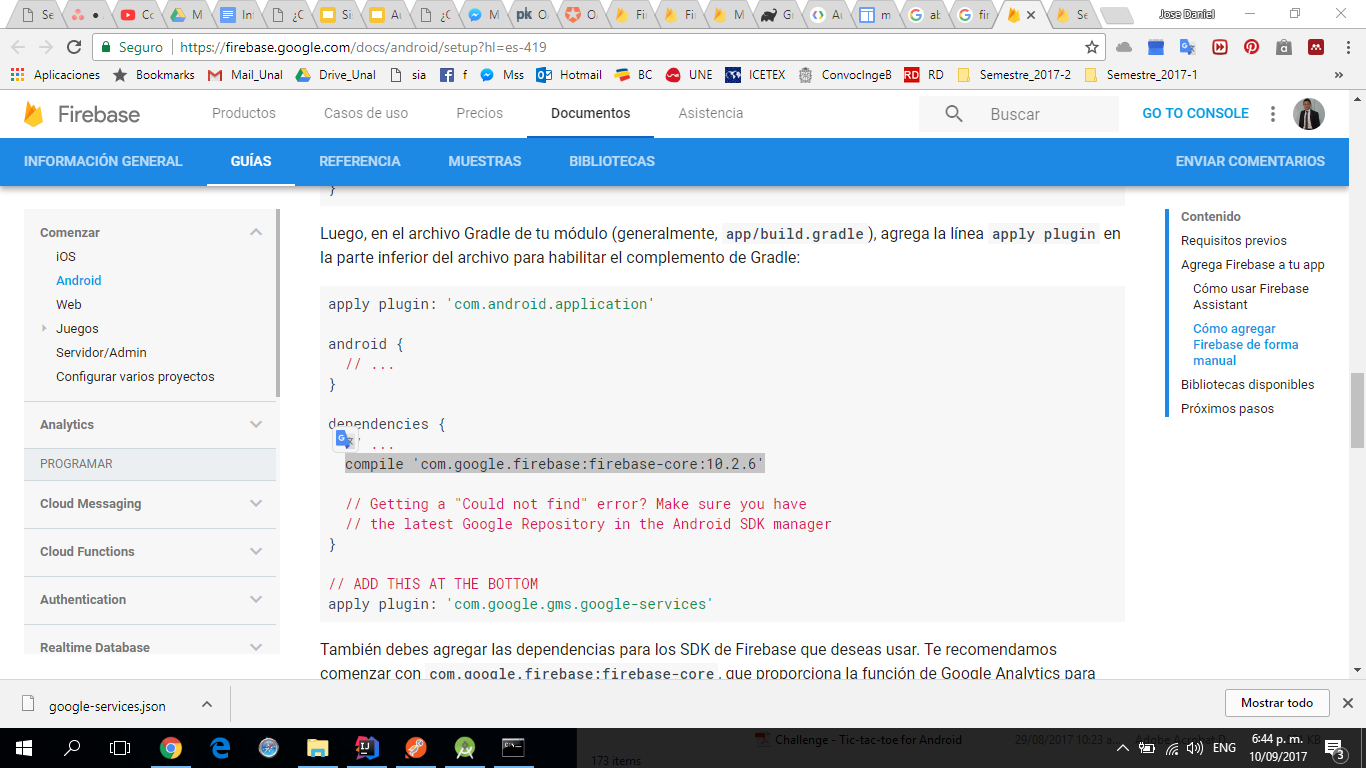 Se
C
Co
M
Int
¿C
Sis
Au
¿C
M
pk O
O
Fi
Fi
M
G
Au
m
ab
fir
Se
Jose Daniel
Seguro
https://firebase.google.com/docs/android/setup?hl=es-419
Aplicaciones
Bookmarks
Mail_Unal
Drive_Unal
sia
f
Mss
Hotmail
BC
UNE
ICETEX
ConvocIngeB
RD RD
Semestre_2017-2
Semestre_2017-1
»
Firebase
Productos
Casos de uso
Precios
Documentos
Asistencia
Buscar
GO TO CONSOLE
INFORMACIÓN GENERAL
GUÍAS
REFERENCIA
MUESTRAS
BIBLIOTECAS
ENVIAR COMENTARIOS
Comenzar
iOS
Android
Web
Juegos
Servidor/Admin
Configurar varios proyectos
Analytics
PROGRAMAR
Cloud Messaging
Cloud Functions
Authentication
Realtime Database
}
Luego, en el archivo Gradle de tu módulo (generalmente, app/build.gradle), agrega la línea apply plugin en
la parte inferior del archivo para habilitar el complemento de Gradle:
apply plugin: 'com.android.application'
android {
// ...
}
dependencies {
...
compile 'com.google.firebase:firebase-core:10.2.6'
// Getting a "Could not find" error? Make sure you have
// the latest Google Repository in the Android SDK manager
}
// ADD THIS AT THE BOTTOM
apply plugin: 'com.google.gms.google-services'
También debes agregar las dependencias para los SDK de Firebase que deseas usar. Te recomendamos
comenzar con com.google.firebase:firebase-core, que proporciona la función de Google Analytics para
Contenido
Requisitos previos
Agrega Firebase a tu app
Cómo usar Firebase
Assistant
Cómo agregar
Firebase de forma
manual
Bibliotecas disponibles
Próximos pasos
google-services.json
Mostrar todo
Challenge - Tic-tac-toe for Android
29/08/2017 10:23 a...
Adobe Acrobat D...
KB
173 items
ENG
6:44 p. m.
10/09/2017
3